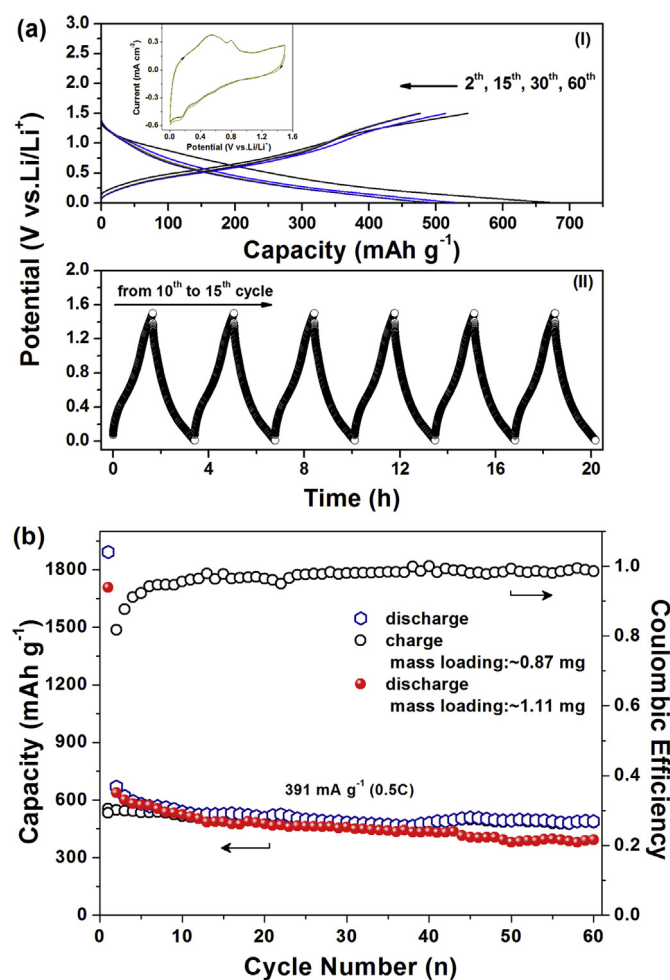 (a)
3.0
2.5
2.0
1.5
1.0
0.5
0.0
0 100 200 300 400 500 600 700
Capacity (mAh g⁻¹)
Potential (V vs.Li/Li⁺)
(I)
2th, 15th, 30th, 60th
0.3
0.0
-0.3
-0.6
Current (mA cm⁻²)
0.0 0.4 0.8 1.2 1.6
Potential (V vs.Li/Li⁺)
(II)
from 10th to 15th cycle
1.6
1.2
0.8
0.4
0.0
0 4 8 12 16 20
Time (h)
(b)
1800
1500
1200
900
600
300
0
Capacity (mAh g⁻¹)
1.0
0.8
0.6
0.4
0.2
0.0
Coulombic Efficiency
discharge
charge
mass loading:~0.87 mg
discharge
mass loading:~1.11 mg
391 mA g⁻¹ (0.5C)
0 10 20 30 40 50 60
Cycle Number (n)